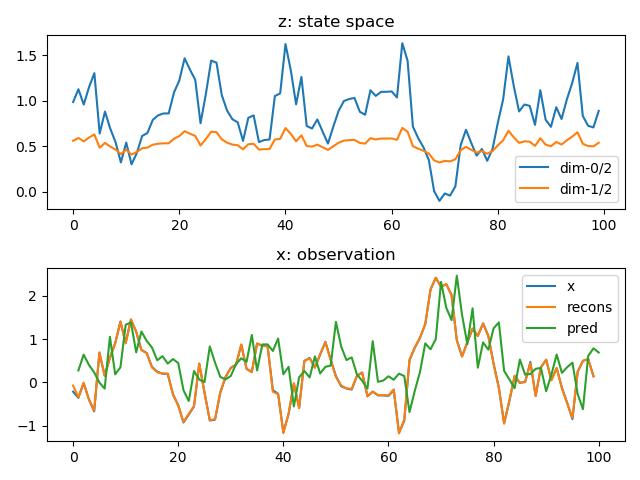 z: state space
1.5
1.0
0.5
0.0
dim-0/2
dim-1/2
0 20 40 60 80 100
x: observation
2
1
0
−1
x
recons
pred
0 20 40 60 80 100